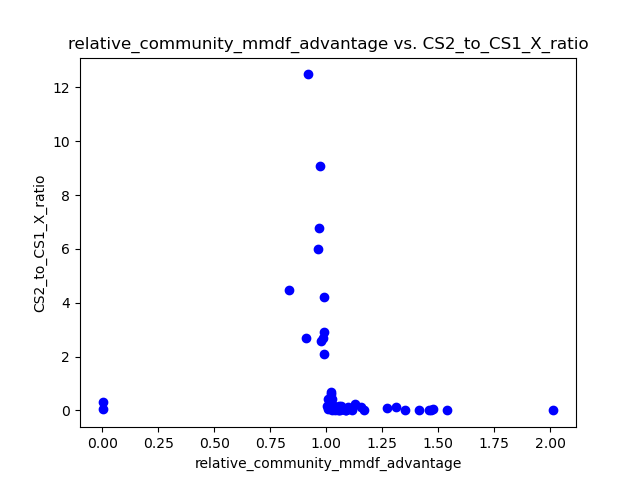 relative_community_mmdf_advantage vs. CS2_to_CS1_X_ratio
12
10
8
6
4
2
0
CS2_to_CS1_X_ratio
0.00 0.25 0.50 0.75 1.00 1.25 1.50 1.75 2.00
relative_community_mmdf_advantage